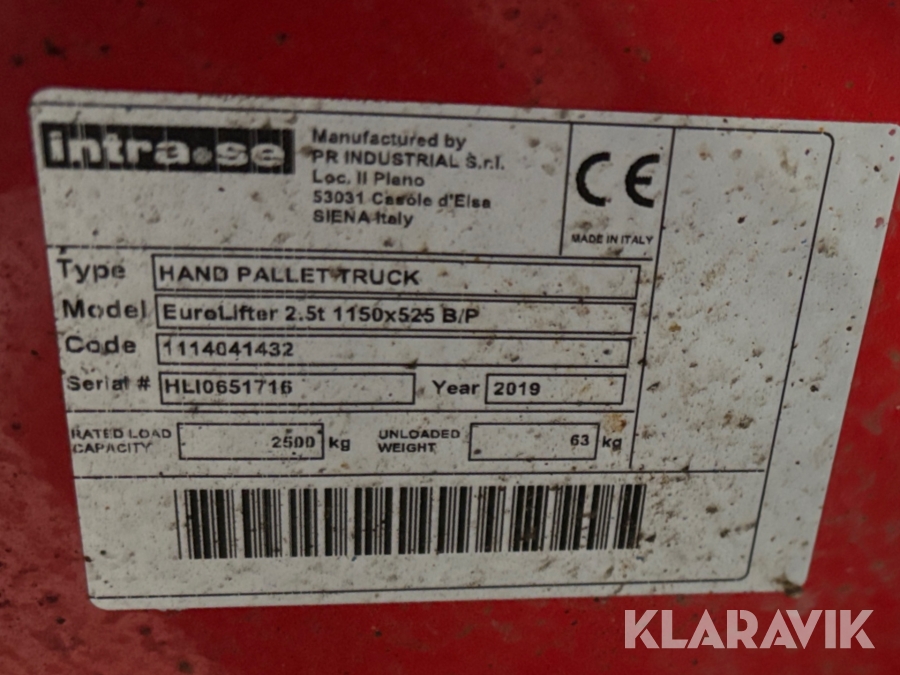 intra•se
Manufactured by
PR INDUSTRIAL S.r.l.
Loc. Il Piano
53031 Casole d'Elsa
SIENA-Italy
CE
MADE IN ITALY
Type HAND PALLET TRUCK
Model EuroLifter 2.5t 1150x525 B/P
Code 1114041432
Serial # HLI0651716 Year 2019
RATED LOAD CAPACITY 2500 kg UNLOADED WEIGHT 63 kg
KLARAVIK